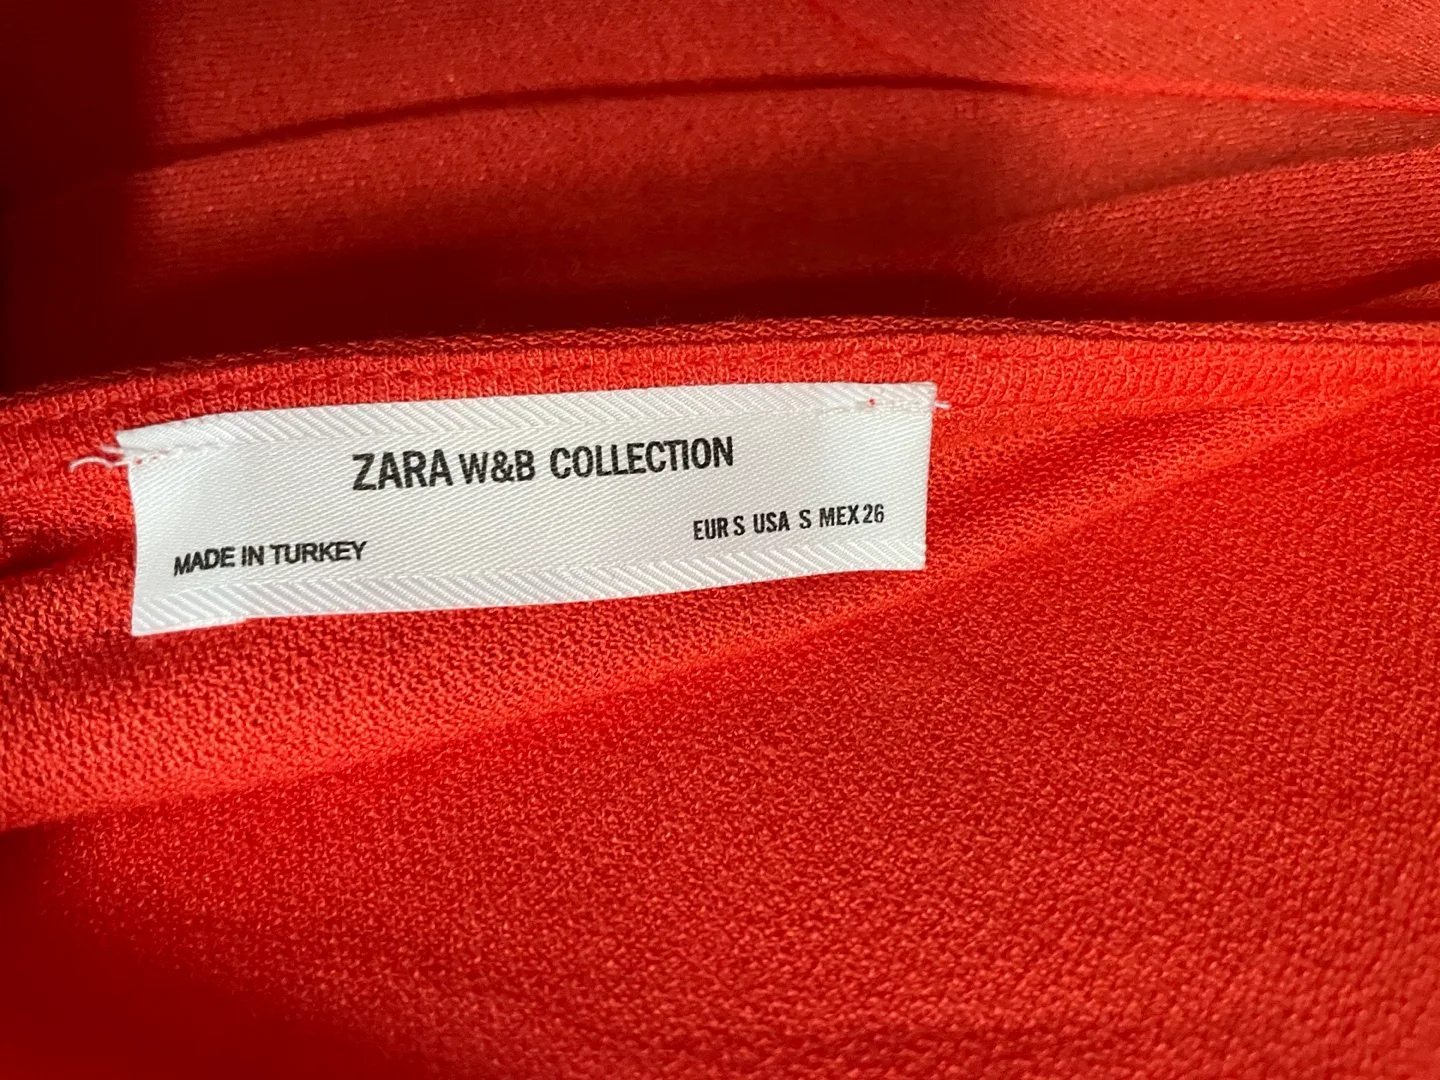 ZARA W&B COLLECTION
EUR S USA S MEX 26
MADE IN TURKEY